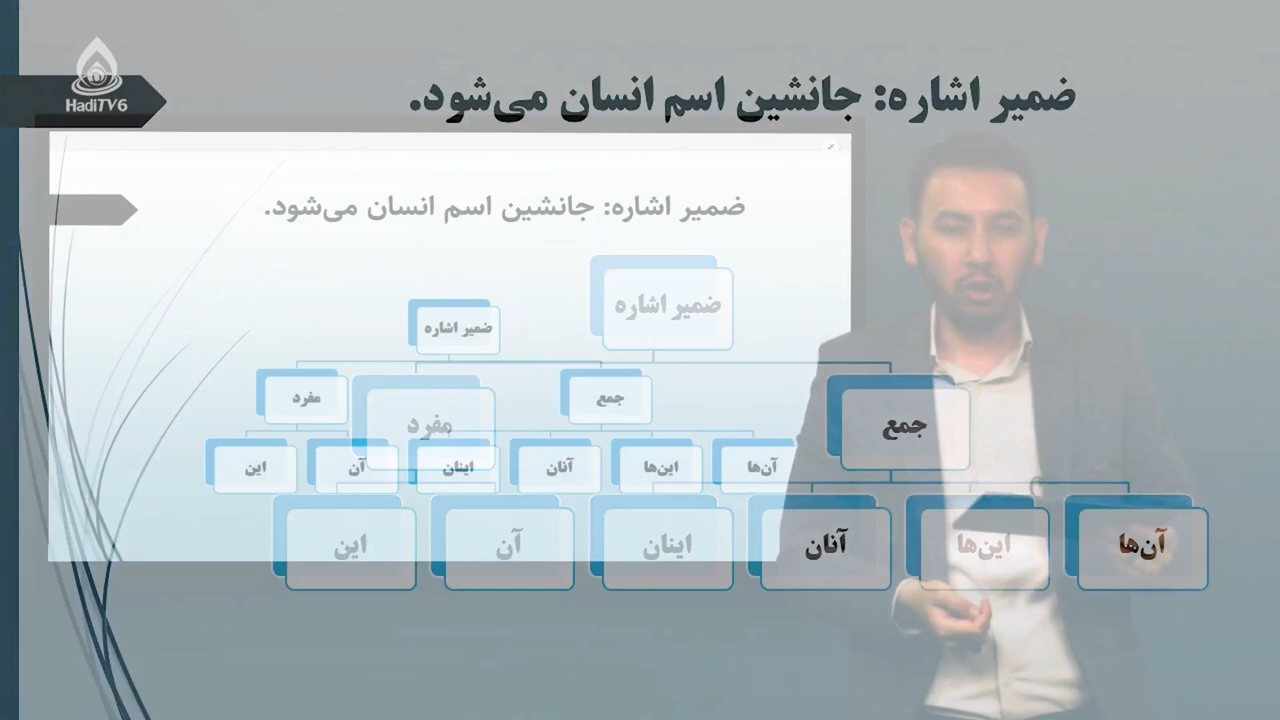 HadiTV6
ضمیر اشاره: جانشین اسم انسان می‌شود.
ضمیر اشاره: جانشین اسم انسان می‌شود.
ضمیر اشاره
ضمیر اشاره
جمع
مفرد
جمع
مفرد
آن‌ها
این‌ها
آنان
اینان
آن
این
آن‌ها
این‌ها
آنان
اینان
آن
این